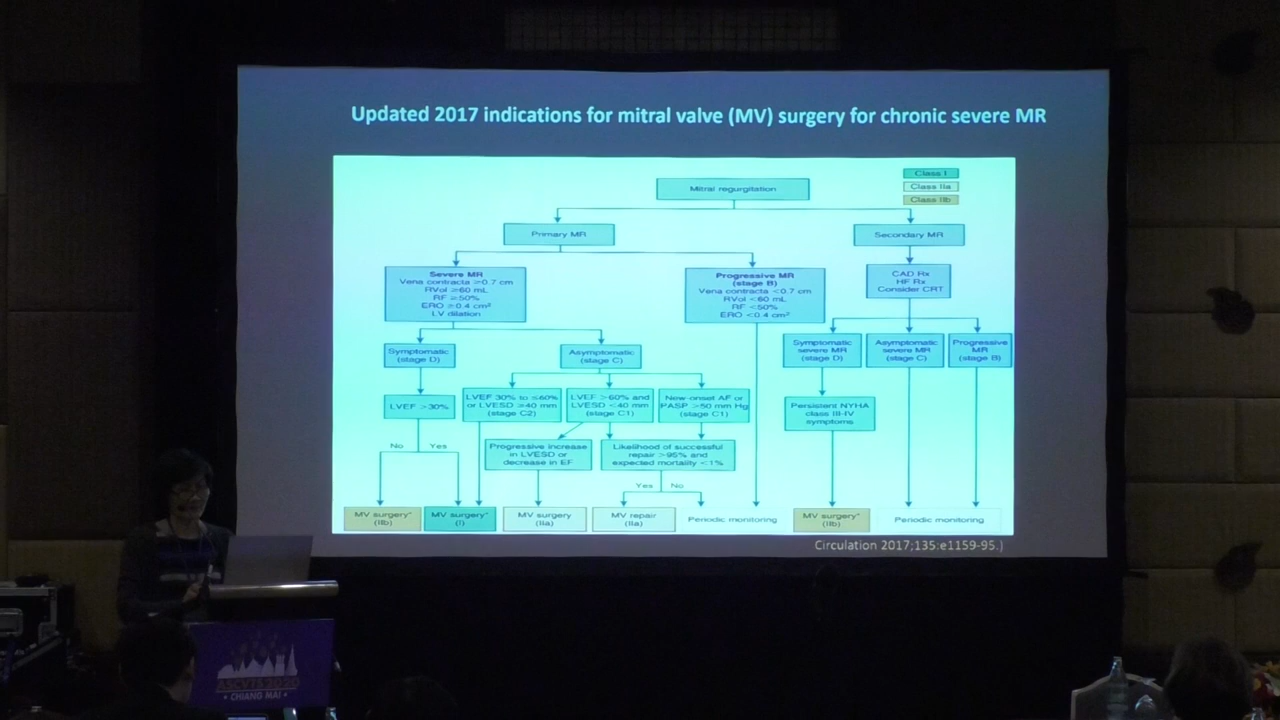 Updated 2017 indications for mitral valve (MV) surgery for chronic severe MR
Class I
Class IIa
Class IIb
Mitral regurgitation
Primary MR
Secondary MR
Severe MR
Vena contracta ≥0.7 cm
RVol ≥60 mL
RF ≥50%
ERO ≥0.4 cm²
LV dilation
Progressive MR
(stage B)
Vena contracta <0.7 cm
RVol <60 mL
RF <50%
ERO <0.4 cm²
CAD Rx
HF Rx
Consider CRT
Symptomatic
(stage D)
Asymptomatic
(stage C)
Symptomatic
severe MR
(stage D)
Asymptomatic
severe MR
(stage C)
Progressive
MR
(stage B)
LVEF >30%
LVEF 30% to ≤60%
or LVESD ≥40 mm
(stage C2)
LVEF >60% and
LVESD <40 mm
(stage C1)
New-onset AF or
PASP >50 mm Hg
(stage C1)
Persistent NYHA
class III-IV
symptoms
No
Yes
Progressive increase
in LVESD or
decrease in EF
Likelihood of successful
repair >95% and
expected mortality <1%
Yes
No
MV surgery*
(IIb)
MV surgery*
(I)
MV surgery
(IIa)
MV repair
(IIa)
Periodic monitoring
MV surgery*
(IIb)
Periodic monitoring
Circulation 2017;135:e1159-95.)
ASCVTS 2020
• CHIANG MAI •